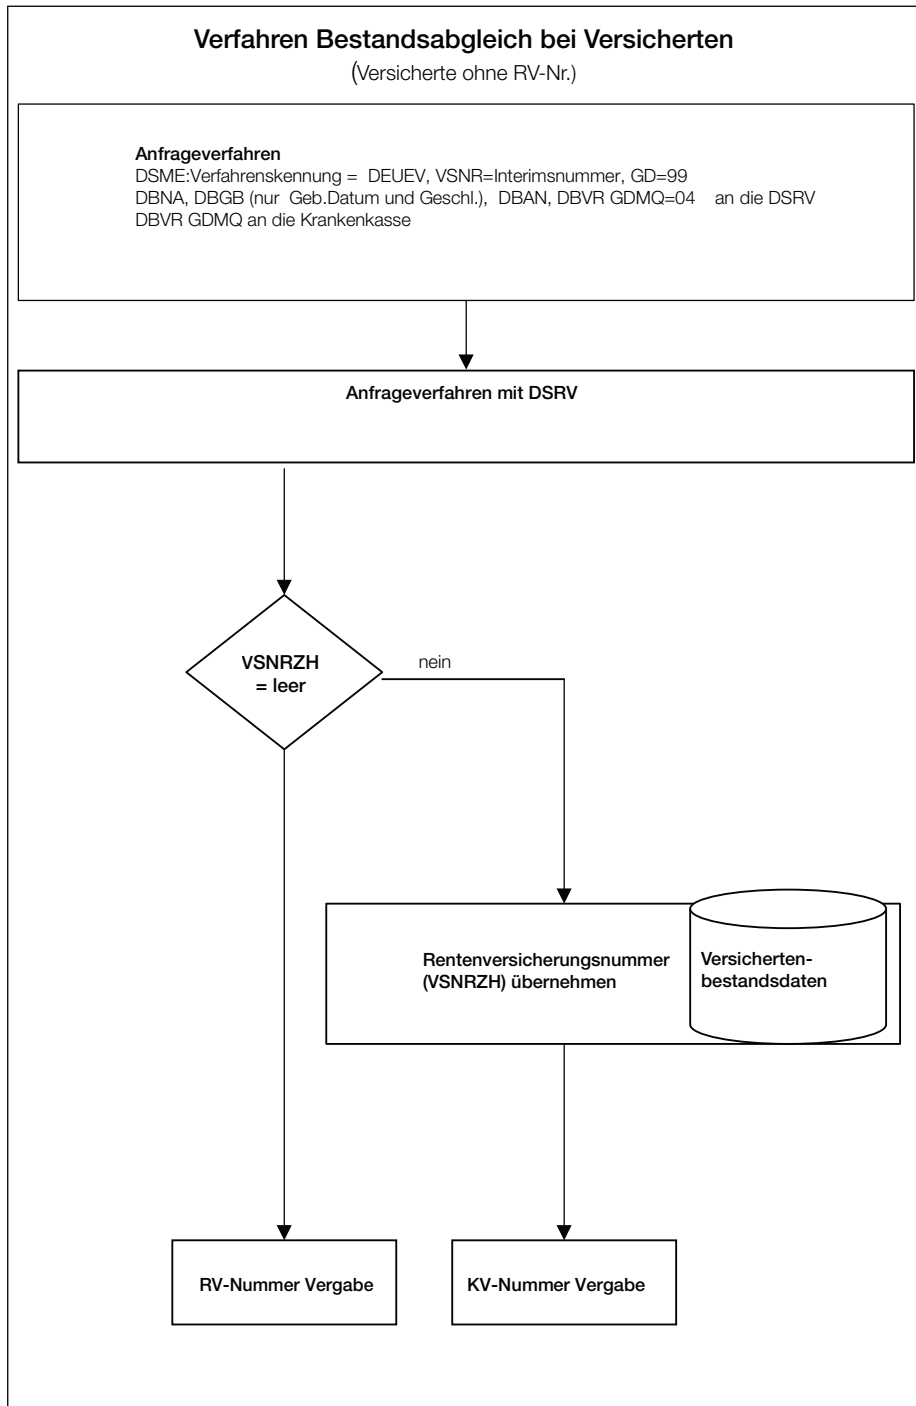 Verfahren Bestandsabgleich bei Versicherten
(Versicherte ohne RV-Nr.)
Anfrageverfahren
DSME:Verfahrenskennung = DEUEV, VSNR=Interimsnummer, GD=99
DBNA, DBGB (nur Geb.Datum und Geschl.), DBAN, DBVR GDMQ=04 an die DSRV
DBVR GDMQ an die Krankenkasse
Anfrageverfahren mit DSRV
VSNRZH
= leer
nein
Rentenversicherungsnummer
(VSNRZH) übernehmen
Versicherten-
bestandsdaten
RV-Nummer Vergabe
KV-Nummer Vergabe